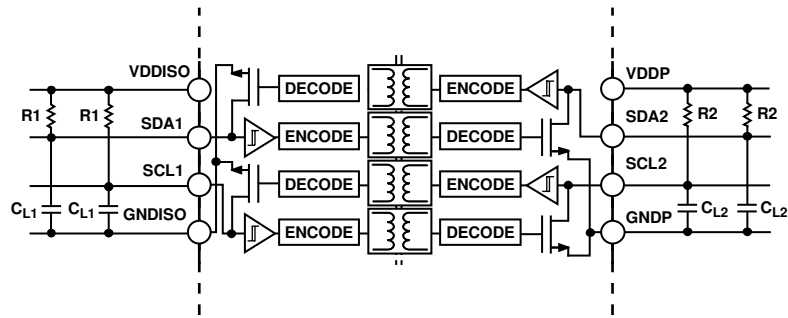 VDDISO
DECODE
ENCODE
VDDP
R1
R1
SDA1
ENCODE
DECODE
SDA2
R2
R2
SCL1
DECODE
ENCODE
SCL2
CL1
CL1
GNDISO
ENCODE
DECODE
GNDP
CL2
CL2